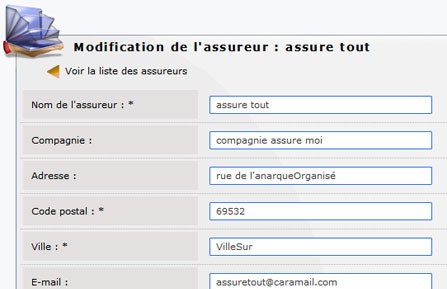 Modification de l'assureur : assure tout
Voir la liste des assureurs
Nom de l'assureur : * assure tout
Compagnie : compagnie assure moi
Adresse : rue de l'anarqueOrganisé
Code postal : * 69532
Ville : * VilleSur
E-mail : assuretout@caramail.com